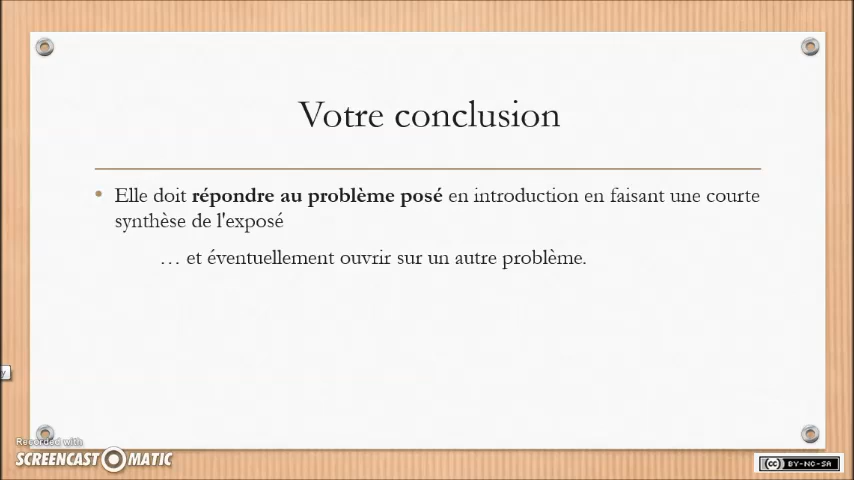 Votre conclusion
• Elle doit répondre au problème posé en introduction en faisant une courte
synthèse de l'exposé
… et éventuellement ouvrir sur un autre problème.
y
Recorded with
SCREENCAST MATIC
cc BY-NC-SA